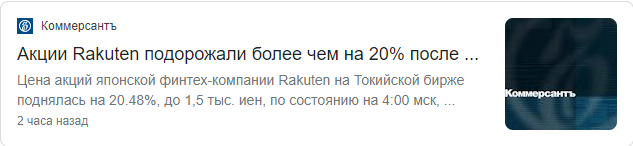 Коммерсантъ
Акции Rakuten подорожали более чем на 20% после ...
Цена акций японской финтех-компании Rakuten на Токийской бирже
поднялась на 20.48%, до 1,5 тыс. иен, по состоянию на 4:00 мск, ...
2 часа назад
Коммерсантъ